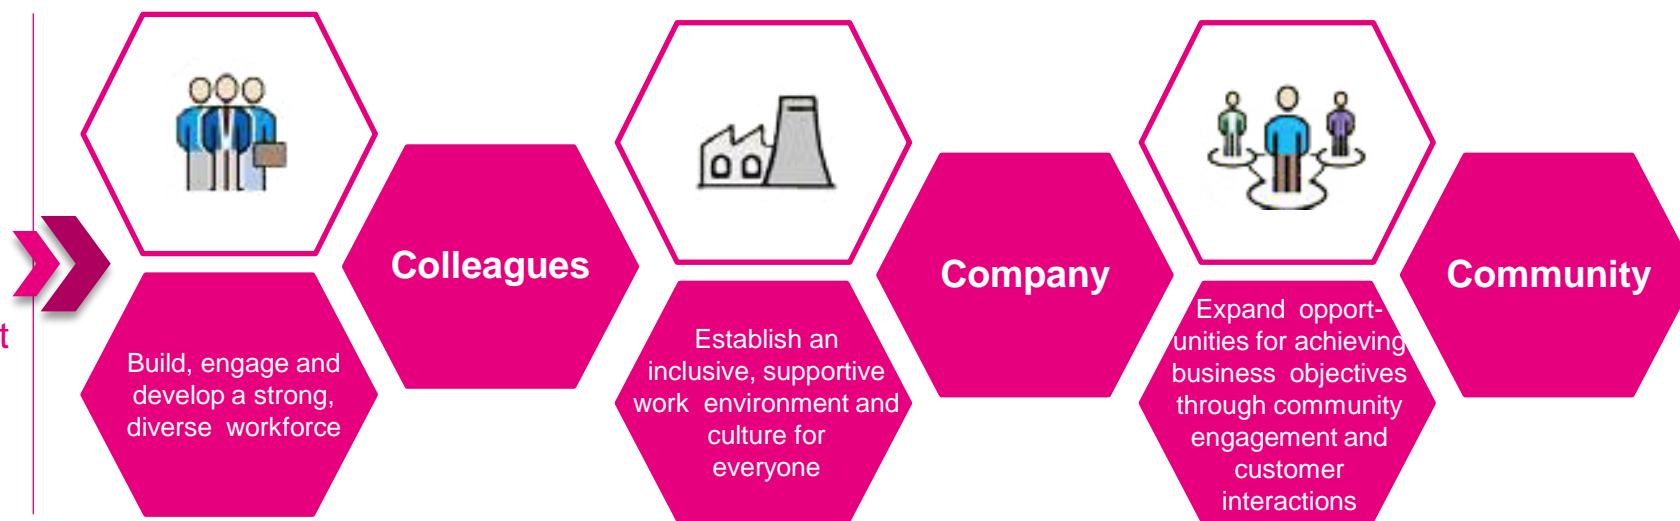 Colleagues
Build, engage and
develop a strong,
diverse workforce
Company
Establish an
inclusive, supportive
work environment and
culture for
everyone
Community
Expand opport-
unities for achieving
business objectives
through community
engagement and
customer
interactions